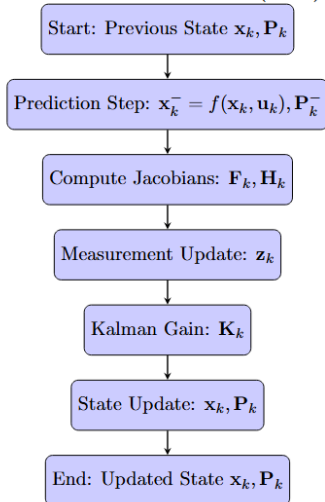 Start: Previous State x_k, P_k
Prediction Step: x_k^- = f(x_k, u_k), P_k^-
Compute Jacobians: F_k, H_k
Measurement Update: z_k
Kalman Gain: K_k
State Update: x_k, P_k
End: Updated State x_k, P_k